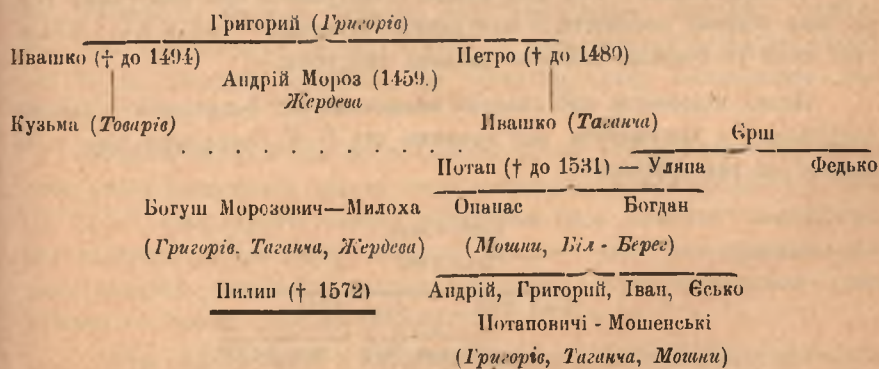 Григорий (Григорів)
Ивашко († до 1494) Петро († до 1480)
Андрій Мороз (1459.)
Жердева
Кузьма (Товарів) Ивашко (Таганча)
Єрш
. . . . . . . . . . . .
Потап († до 1531) — Уляна Федько
Богуш Морозович—Милоха Опанас Богдан
(Григорів. Таганча, Жердева) (Мошни, Біл - Берег)
Пилип († 1572) Андрій, Григорий, Іван, Єсько
Потаповичі - Мошенські
(Григорів, Таганча, Мошни)